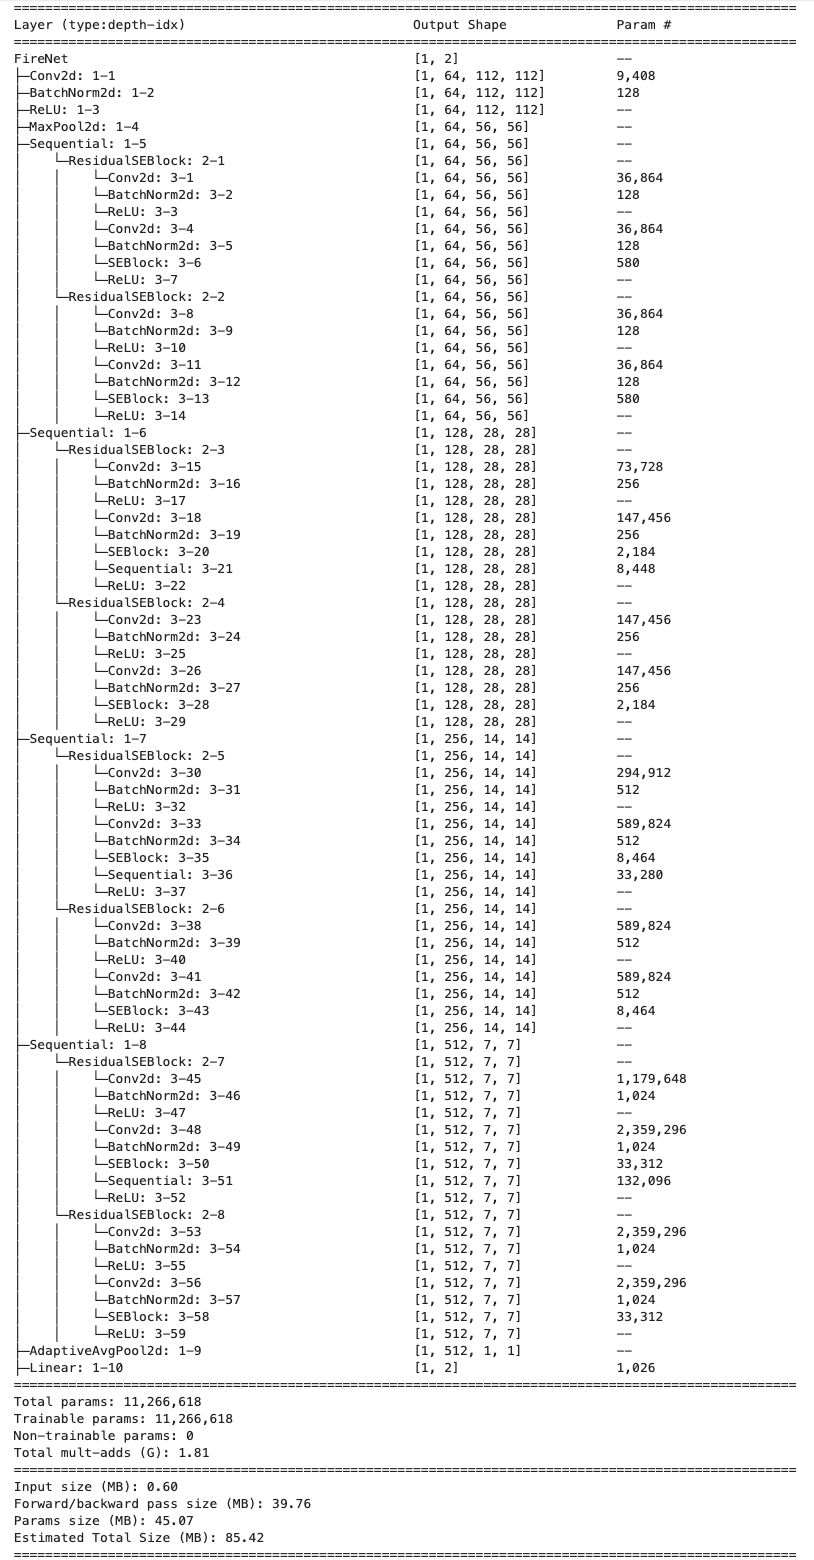 ==========================================================================================
Layer (type:depth-idx)                   Output Shape              Param #
==========================================================================================
FireNet                                  [1, 2]                    --
├─Conv2d: 1-1                            [1, 64, 112, 112]         9,408
├─BatchNorm2d: 1-2                       [1, 64, 112, 112]         128
├─ReLU: 1-3                              [1, 64, 112, 112]         --
├─MaxPool2d: 1-4                         [1, 64, 56, 56]           --
├─Sequential: 1-5                        [1, 64, 56, 56]           --
│    └─ResidualSEBlock: 2-1              [1, 64, 56, 56]           --
│    │    └─Conv2d: 3-1                  [1, 64, 56, 56]           36,864
│    │    └─BatchNorm2d: 3-2             [1, 64, 56, 56]           128
│    │    └─ReLU: 3-3                    [1, 64, 56, 56]           --
│    │    └─Conv2d: 3-4                  [1, 64, 56, 56]           36,864
│    │    └─BatchNorm2d: 3-5             [1, 64, 56, 56]           128
│    │    └─SEBlock: 3-6                 [1, 64, 56, 56]           580
│    │    └─ReLU: 3-7                    [1, 64, 56, 56]           --
│    └─ResidualSEBlock: 2-2              [1, 64, 56, 56]           --
│    │    └─Conv2d: 3-8                  [1, 64, 56, 56]           36,864
│    │    └─BatchNorm2d: 3-9             [1, 64, 56, 56]           128
│    │    └─ReLU: 3-10                   [1, 64, 56, 56]           --
│    │    └─Conv2d: 3-11                 [1, 64, 56, 56]           36,864
│    │    └─BatchNorm2d: 3-12            [1, 64, 56, 56]           128
│    │    └─SEBlock: 3-13                [1, 64, 56, 56]           580
│    │    └─ReLU: 3-14                   [1, 64, 56, 56]           --
├─Sequential: 1-6                        [1, 128, 28, 28]          --
│    └─ResidualSEBlock: 2-3              [1, 128, 28, 28]          --
│    │    └─Conv2d: 3-15                 [1, 128, 28, 28]          73,728
│    │    └─BatchNorm2d: 3-16            [1, 128, 28, 28]          256
│    │    └─ReLU: 3-17                   [1, 128, 28, 28]          --
│    │    └─Conv2d: 3-18                 [1, 128, 28, 28]          147,456
│    │    └─BatchNorm2d: 3-19            [1, 128, 28, 28]          256
│    │    └─SEBlock: 3-20                [1, 128, 28, 28]          2,184
│    │    └─Sequential: 3-21             [1, 128, 28, 28]          8,448
│    │    └─ReLU: 3-22                   [1, 128, 28, 28]          --
│    └─ResidualSEBlock: 2-4              [1, 128, 28, 28]          --
│    │    └─Conv2d: 3-23                 [1, 128, 28, 28]          147,456
│    │    └─BatchNorm2d: 3-24            [1, 128, 28, 28]          256
│    │    └─ReLU: 3-25                   [1, 128, 28, 28]          --
│    │    └─Conv2d: 3-26                 [1, 128, 28, 28]          147,456
│    │    └─BatchNorm2d: 3-27            [1, 128, 28, 28]          256
│    │    └─SEBlock: 3-28                [1, 128, 28, 28]          2,184
│    │    └─ReLU: 3-29                   [1, 128, 28, 28]          --
├─Sequential: 1-7                        [1, 256, 14, 14]          --
│    └─ResidualSEBlock: 2-5              [1, 256, 14, 14]          --
│    │    └─Conv2d: 3-30                 [1, 256, 14, 14]          294,912
│    │    └─BatchNorm2d: 3-31            [1, 256, 14, 14]          512
│    │    └─ReLU: 3-32                   [1, 256, 14, 14]          --
│    │    └─Conv2d: 3-33                 [1, 256, 14, 14]          589,824
│    │    └─BatchNorm2d: 3-34            [1, 256, 14, 14]          512
│    │    └─SEBlock: 3-35                [1, 256, 14, 14]          8,464
│    │    └─Sequential: 3-36             [1, 256, 14, 14]          33,280
│    │    └─ReLU: 3-37                   [1, 256, 14, 14]          --
│    └─ResidualSEBlock: 2-6              [1, 256, 14, 14]          --
│    │    └─Conv2d: 3-38                 [1, 256, 14, 14]          589,824
│    │    └─BatchNorm2d: 3-39            [1, 256, 14, 14]          512
│    │    └─ReLU: 3-40                   [1, 256, 14, 14]          --
│    │    └─Conv2d: 3-41                 [1, 256, 14, 14]          589,824
│    │    └─BatchNorm2d: 3-42            [1, 256, 14, 14]          512
│    │    └─SEBlock: 3-43                [1, 256, 14, 14]          8,464
│    │    └─ReLU: 3-44                   [1, 256, 14, 14]          --
├─Sequential: 1-8                        [1, 512, 7, 7]            --
│    └─ResidualSEBlock: 2-7              [1, 512, 7, 7]            --
│    │    └─Conv2d: 3-45                 [1, 512, 7, 7]            1,179,648
│    │    └─BatchNorm2d: 3-46            [1, 512, 7, 7]            1,024
│    │    └─ReLU: 3-47                   [1, 512, 7, 7]            --
│    │    └─Conv2d: 3-48                 [1, 512, 7, 7]            2,359,296
│    │    └─BatchNorm2d: 3-49            [1, 512, 7, 7]            1,024
│    │    └─SEBlock: 3-50                [1, 512, 7, 7]            33,312
│    │    └─Sequential: 3-51             [1, 512, 7, 7]            132,096
│    │    └─ReLU: 3-52                   [1, 512, 7, 7]            --
│    └─ResidualSEBlock: 2-8              [1, 512, 7, 7]            --
│    │    └─Conv2d: 3-53                 [1, 512, 7, 7]            2,359,296
│    │    └─BatchNorm2d: 3-54            [1, 512, 7, 7]            1,024
│    │    └─ReLU: 3-55                   [1, 512, 7, 7]            --
│    │    └─Conv2d: 3-56                 [1, 512, 7, 7]            2,359,296
│    │    └─BatchNorm2d: 3-57            [1, 512, 7, 7]            1,024
│    │    └─SEBlock: 3-58                [1, 512, 7, 7]            33,312
│    │    └─ReLU: 3-59                   [1, 512, 7, 7]            --
├─AdaptiveAvgPool2d: 1-9                 [1, 512, 1, 1]            --
├─Linear: 1-10                           [1, 2]                    1,026
==========================================================================================
Total params: 11,266,618
Trainable params: 11,266,618
Non-trainable params: 0
Total mult-adds (G): 1.81
==========================================================================================
Input size (MB): 0.60
Forward/backward pass size (MB): 39.76
Params size (MB): 45.07
Estimated Total Size (MB): 85.42
==========================================================================================